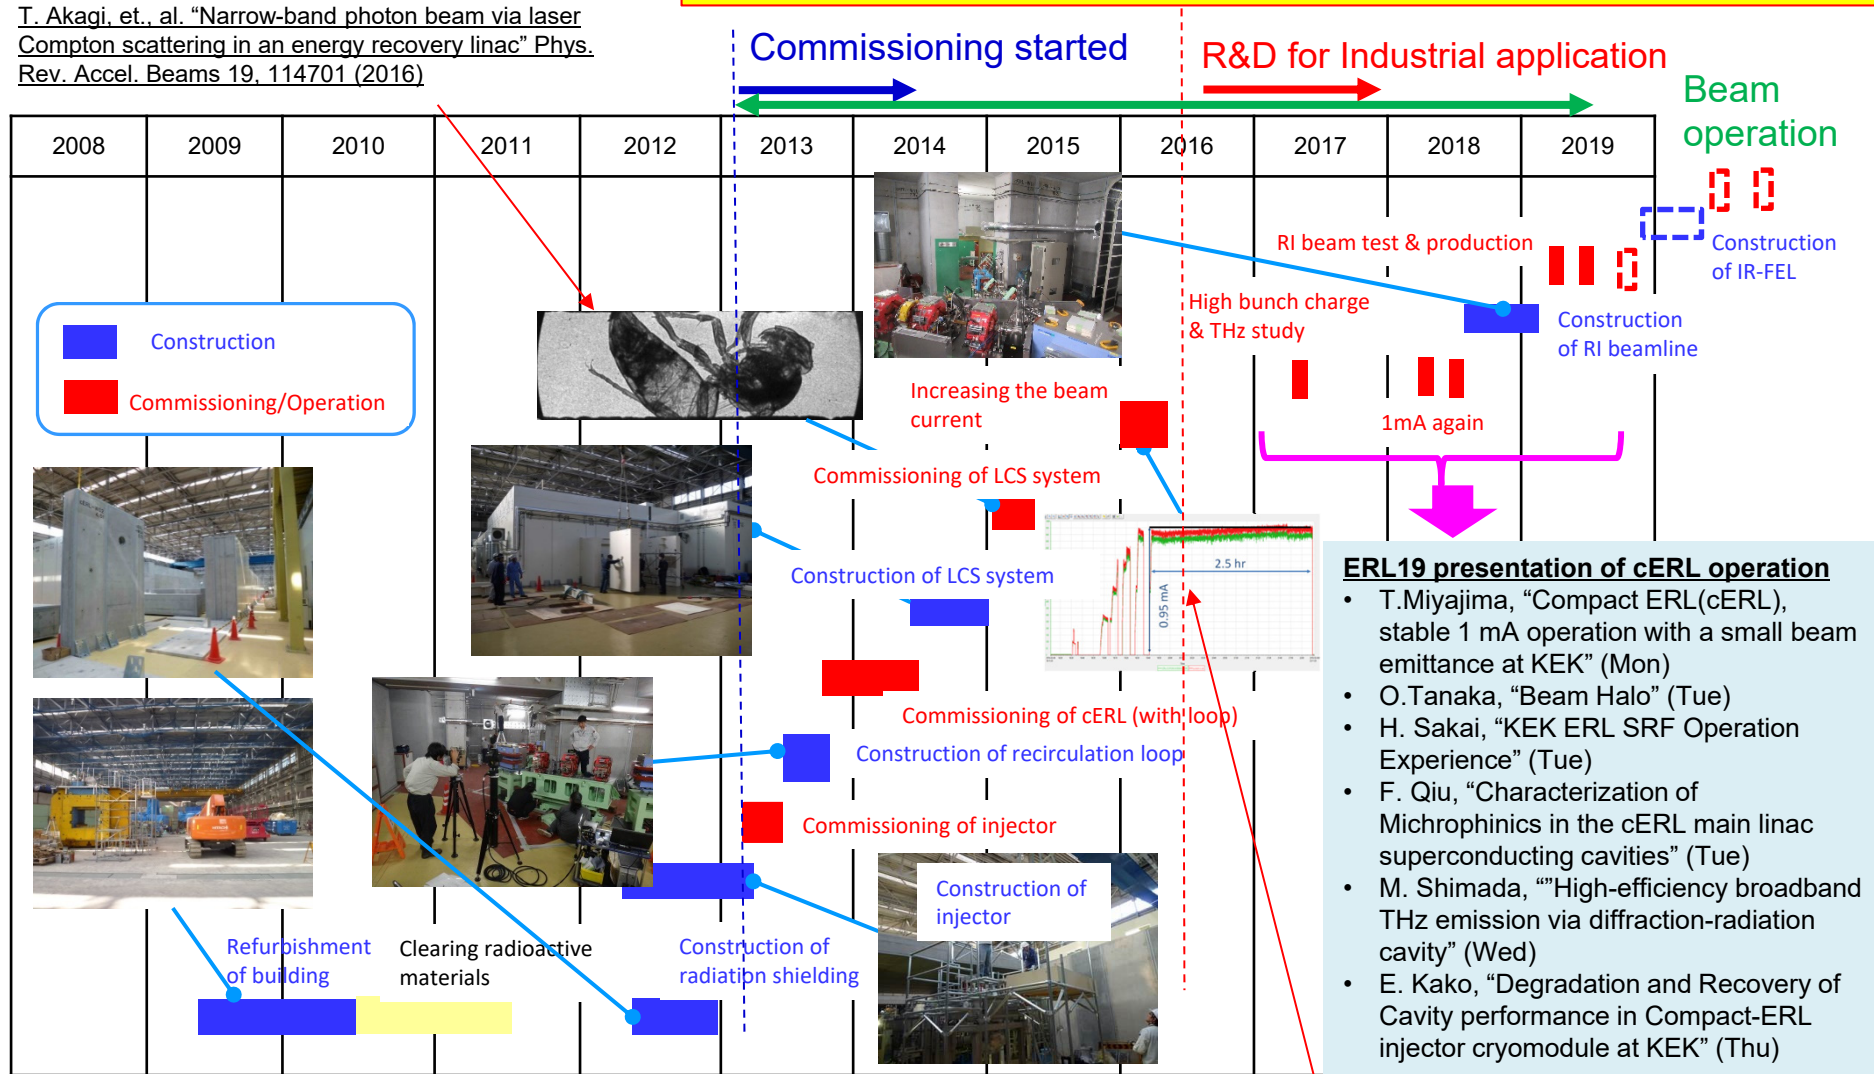 T. Akagi, et., al. “Narrow-band photon beam via laser
Compton scattering in an energy recovery linac” Phys.
Rev. Accel. Beams 19, 114701 (2016)
Commissioning started
R&D for Industrial application
Beam
operation
2008
2009
2010
2011
2012
2013
2014
2015
2016
2017
2018
2019
RI beam test & production
Construction
of IR-FEL
High bunch charge
& THz study
Construction
of RI beamline
Construction
Commissioning/Operation
Increasing the beam
current
1mA again
Commissioning of LCS system
Construction of LCS system
2.5 hr
0.95 mA
Commissioning of cERL (with loop)
Construction of recirculation loop
Commissioning of injector
Construction of
injector
Refurbishment
of building
Clearing radioactive
materials
Construction of
radiation shielding
ERL19 presentation of cERL operation
• T.Miyajima, “Compact ERL(cERL),
stable 1 mA operation with a small beam
emittance at KEK” (Mon)
• O.Tanaka, “Beam Halo” (Tue)
• H. Sakai, “KEK ERL SRF Operation
Experience” (Tue)
• F. Qiu, “Characterization of
Michrophinics in the cERL main linac
superconducting cavities” (Tue)
• M. Shimada, “”High-efficiency broadband
THz emission via diffraction-radiation
cavity” (Wed)
• E. Kako, “Degradation and Recovery of
Cavity performance in Compact-ERL
injector cryomodule at KEK” (Thu)